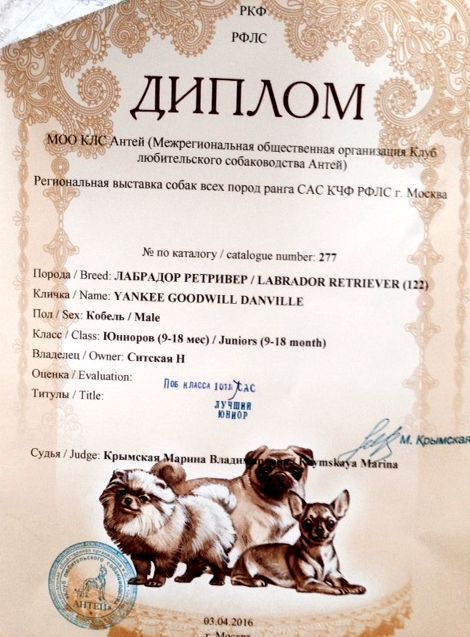 РКФ
РФЛС
ДИПЛОМ
МОО КЛС Антей (Межрегиональная общественная организация Клуб
любительского собаководства Антей)
Региональная выставка собак всех пород ранга САС КЧФ РФЛС г. Москва
№ по каталогу / catalogue number: 277
Порода / Breed: ЛАБРАДОР РЕТРИВЕР / LABRADOR RETRIEVER (122)
Кличка / Name: YANKEE GOODWILL DANVILLE
Пол / Sex: Кобель / Male
Класс / Class: Юниоров (9-18 мес) / Juniors (9-18 month)
Владелец / Owner: Ситская Н
Оценка / Evaluation:
Поб класса САС
Титулы / Title:
ЛУЧШИЙ
ЮНИОР
М. Крымская
Судья / Judge: Крымская Марина Marina
АНТЕЙ
03.04.2016
г. Москва